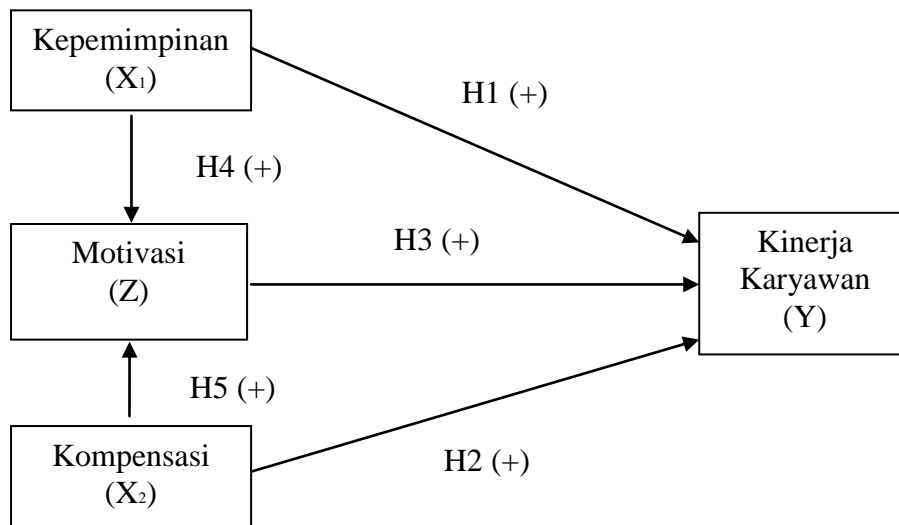 Kepemimpinan
(X₁)
H1 (+)
H4 (+)
Motivasi
(Z)
H3 (+)
Kinerja
Karyawan
(Y)
H5 (+)
Kompensasi
(X₂)
H2 (+)